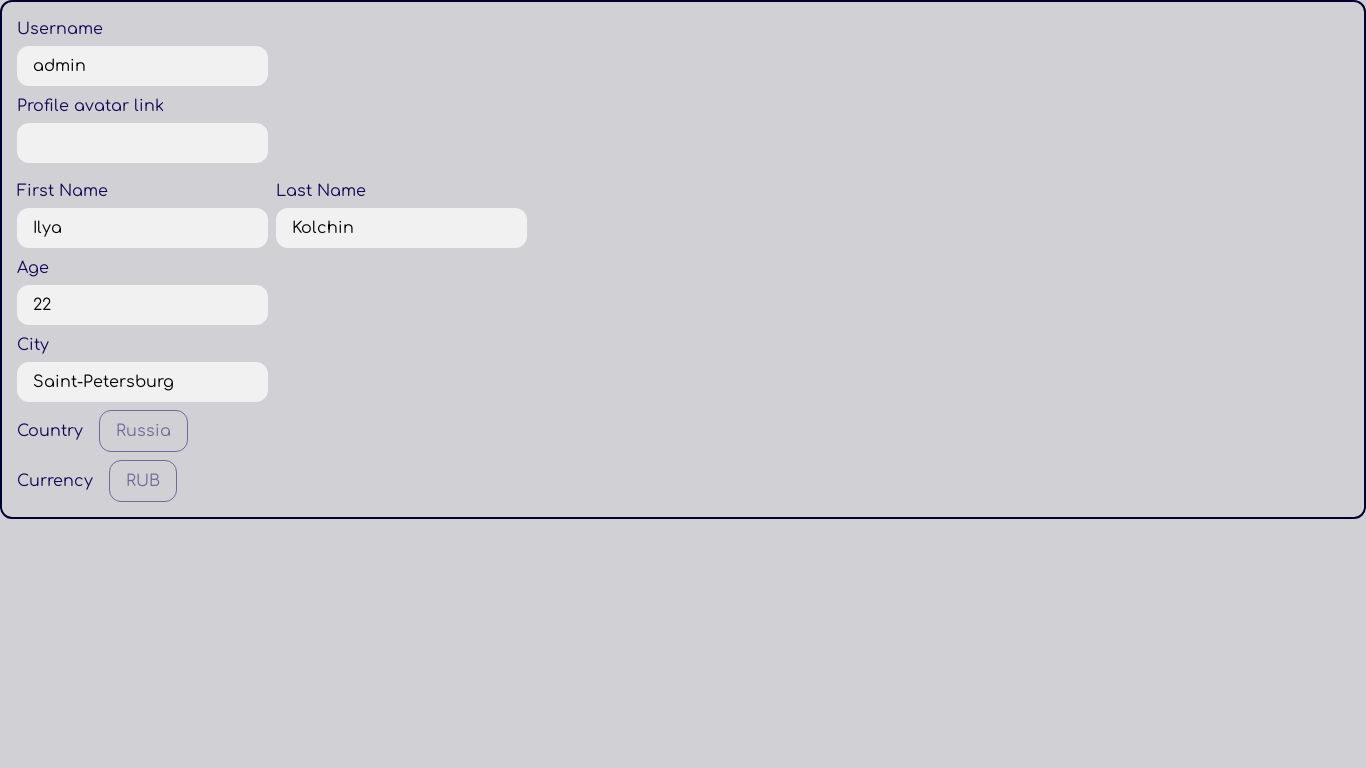 Username
admin
Profile avatar link
First Name Last Name
Ilya Kolchin
Age
22
City
Saint-Petersburg
Country Russia
Currency RUB